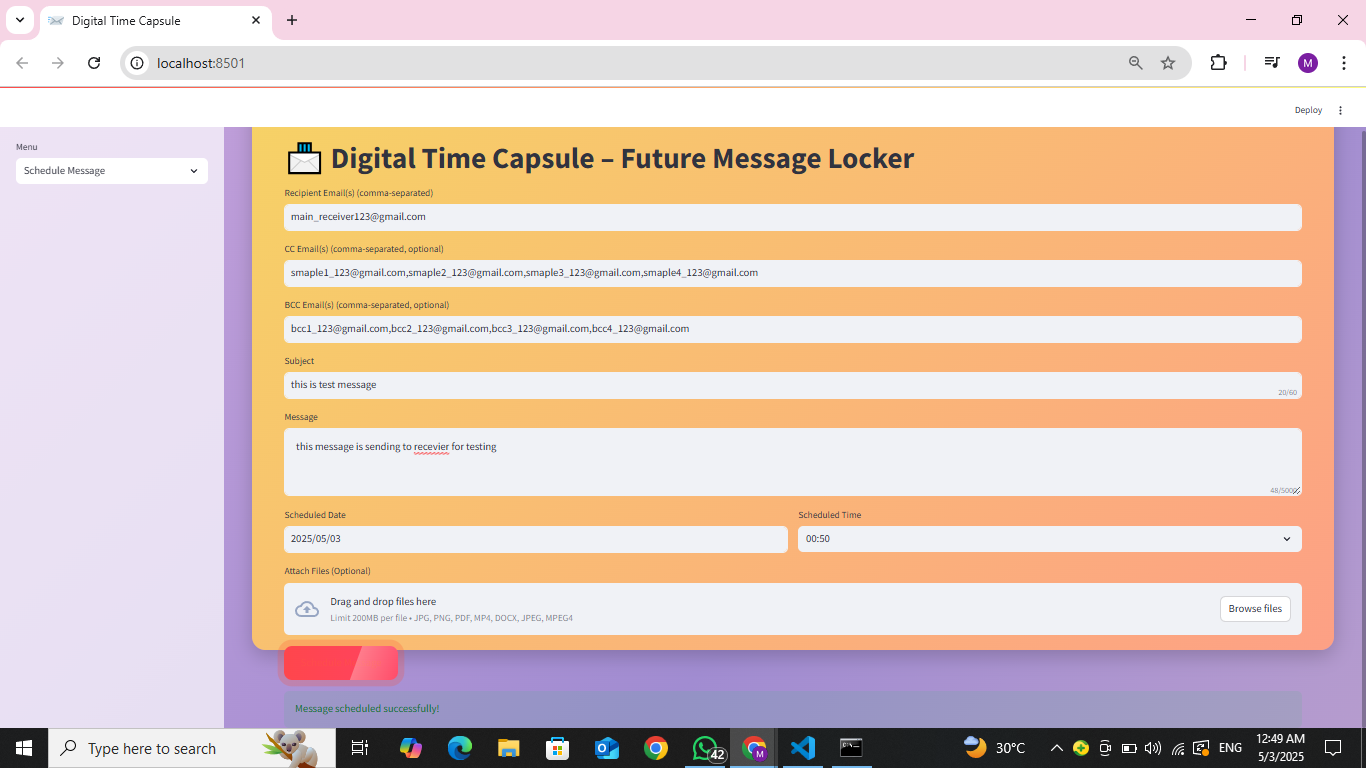 Digital Time Capsule
localhost:8501
M
Deploy
Menu
Schedule Message
Digital Time Capsule – Future Message Locker
Recipient Email(s) (comma-separated)
main_receiver123@gmail.com
CC Email(s) (comma-separated, optional)
smaple1_123@gmail.com,smaple2_123@gmail.com,smaple3_123@gmail.com,smaple4_123@gmail.com
BCC Email(s) (comma-separated, optional)
bcc1_123@gmail.com,bcc2_123@gmail.com,bcc3_123@gmail.com,bcc4_123@gmail.com
Subject
this is test message
20/60
Message
this message is sending to recevier for testing
48/5000
Scheduled Date
Scheduled Time
2025/05/03
00:50
Attach Files (Optional)
Drag and drop files here
Limit 200MB per file • JPG, PNG, PDF, MP4, DOCX, JPEG, MPEG4
Browse files
Message scheduled successfully!
Type here to search
42
M
30°C
ENG
12:49 AM
5/3/2025